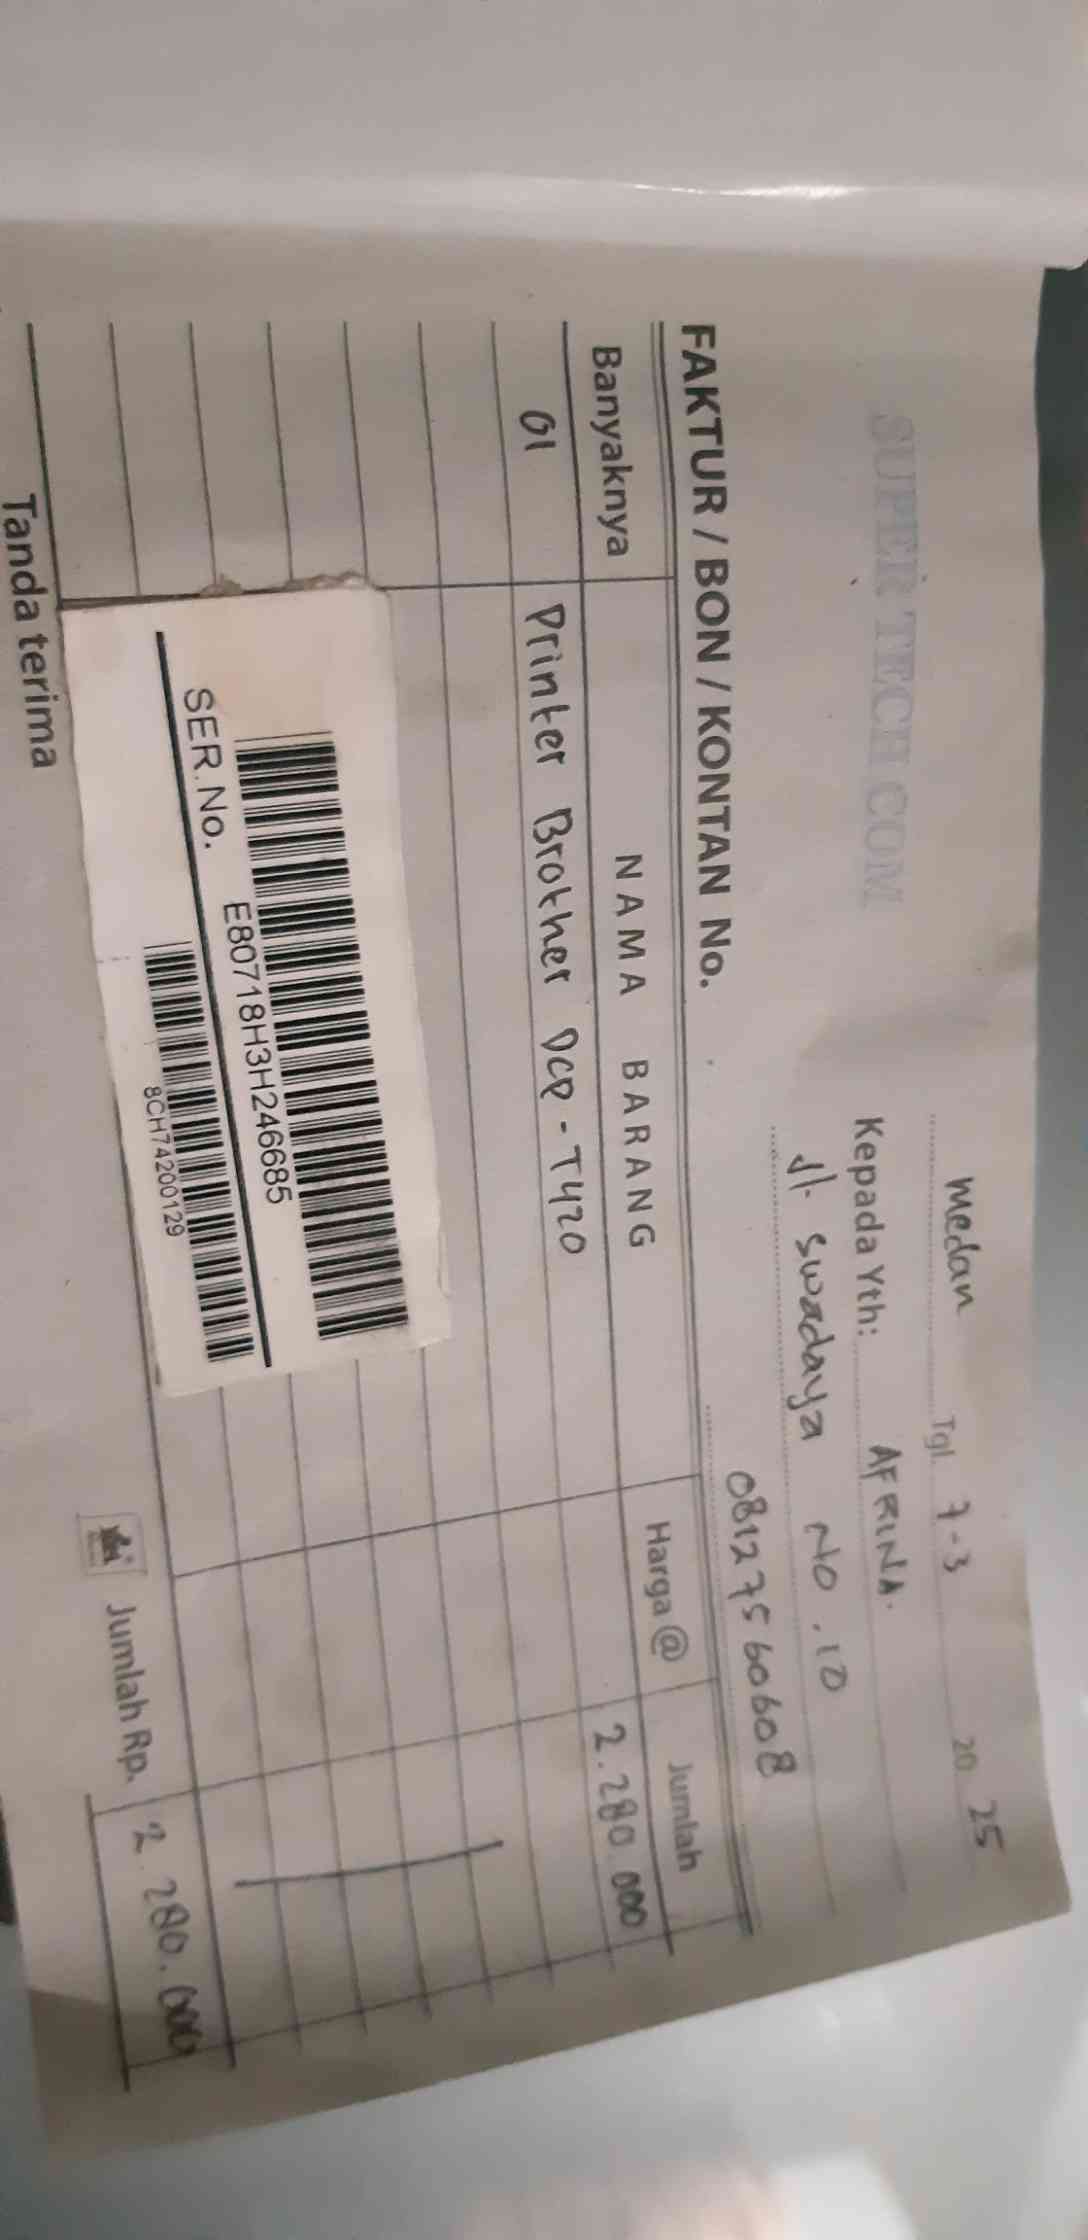 SUPER TECH COM
Medan Tgl. 7-3 20 25
Kepada Yth: AFRINA.
Jl. Swadaya NO. 10
081275606608
FAKTUR / BON / KONTAN No.
Banyaknya NAMA BARANG Harga @ Jumlah
01 Printer Brother DCP-T420 2.280.000
SER.No. E80718H3H246685
8CH74200129
Tanda terima Jumlah Rp. 2.280.000